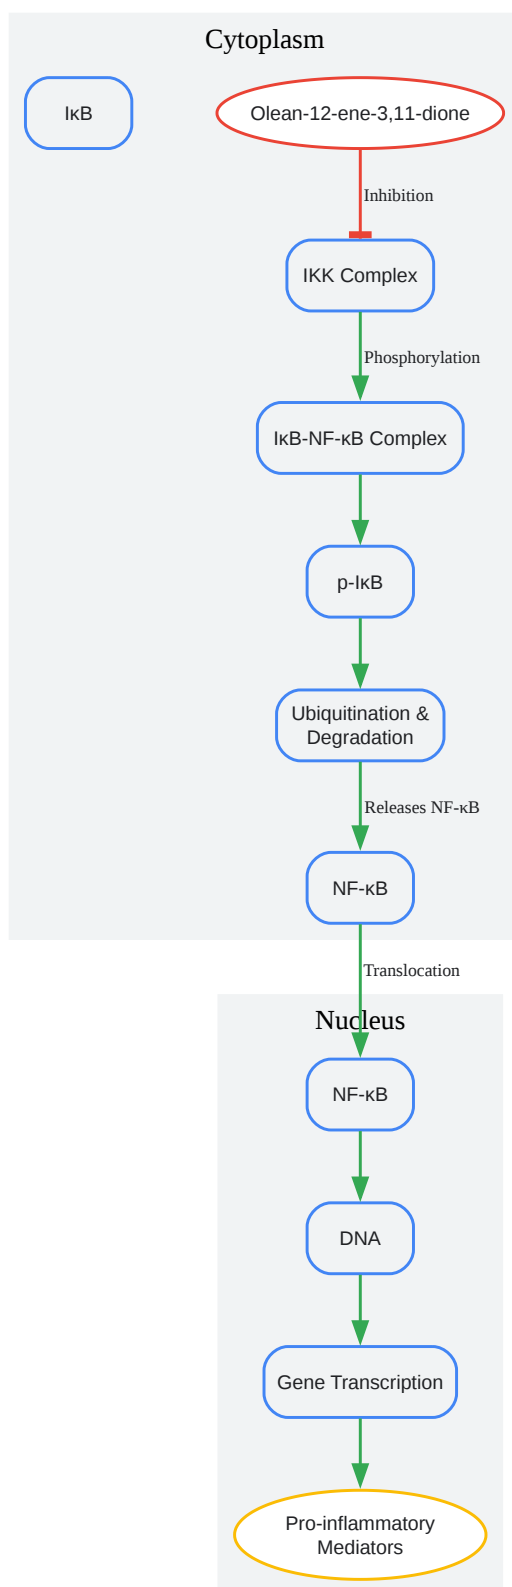 Cytoplasm
IκB
Olean-12-ene-3,11-dione
Inhibition
IKK Complex
Phosphorylation
IκB-NF-κB Complex
p-IκB
Ubiquitination &
Degradation
Releases NF-κB
NF-κB
Translocation
Nucleus
NF-κB
DNA
Gene Transcription
Pro-inflammatory
Mediators